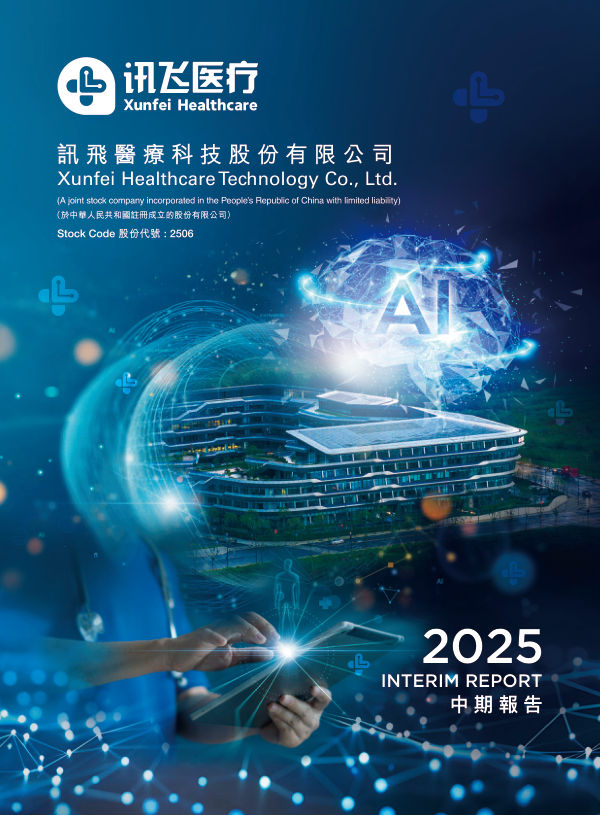 讯飞医疗
Xunfei Healthcare
訊飛醫療科技股份有限公司
Xunfei Healthcare Technology Co., Ltd.
(A joint stock company incorporated in the People's Republic of China with limited liability)
(於中華人民共和國註冊成立的股份有限公司)
Stock Code 股份代號 : 2506
AI
AI
2025
INTERIM REPORT
中期報告